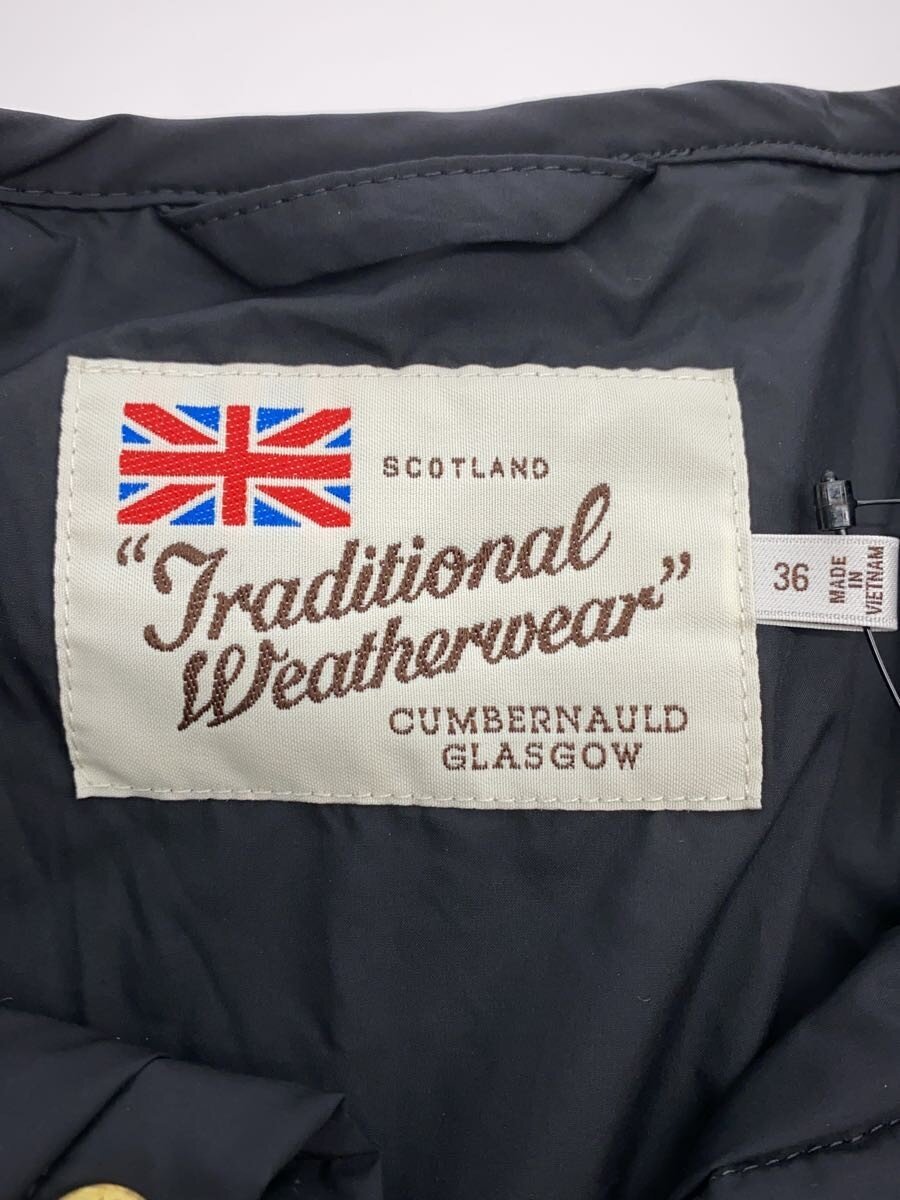 SCOTLAND
"Traditional
Weatherwear"
CUMBERNAULD
GLASGOW
36
MADE
IN
VIETNAM